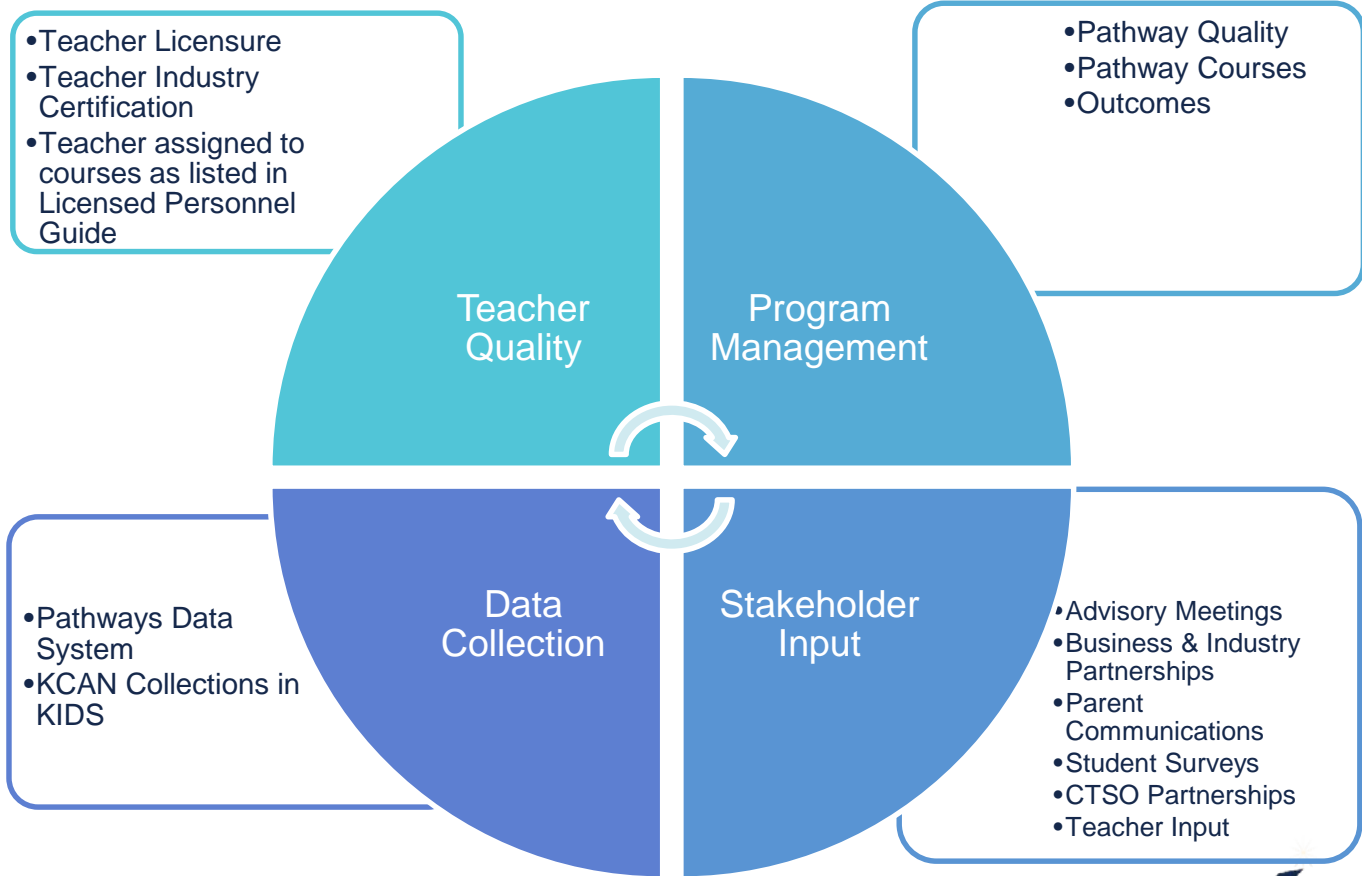 •Teacher Licensure
•Teacher Industry
Certification
•Teacher assigned to
courses as listed in
Licensed Personnel
Guide
•Pathway Quality
•Pathway Courses
•Outcomes
Teacher
Quality
Program
Management
Data
Collection
Stakeholder
Input
•Pathways Data
System
•KCAN Collections in
KIDS
•Advisory Meetings
•Business & Industry
Partnerships
•Parent
Communications
•Student Surveys
•CTSO Partnerships
•Teacher Input